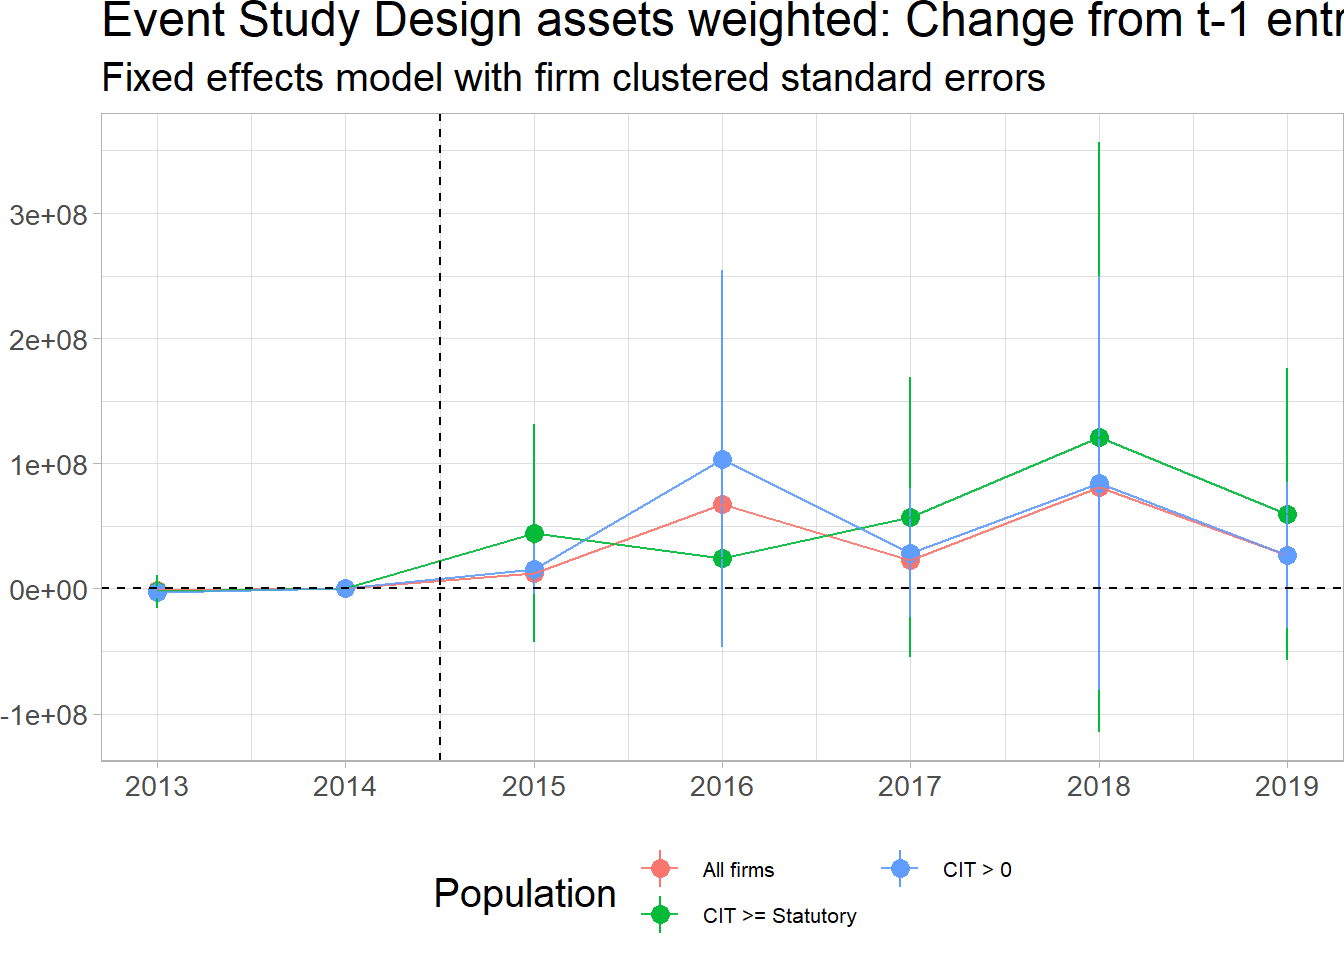 Event Study Design assets weighted: Change from t-1 entr
Fixed effects model with firm clustered standard errors
3e+08
2e+08
1e+08
0e+00
-1e+08
2013 2014 2015 2016 2017 2018 2019
Population
All firms
CIT > 0
CIT >= Statutory